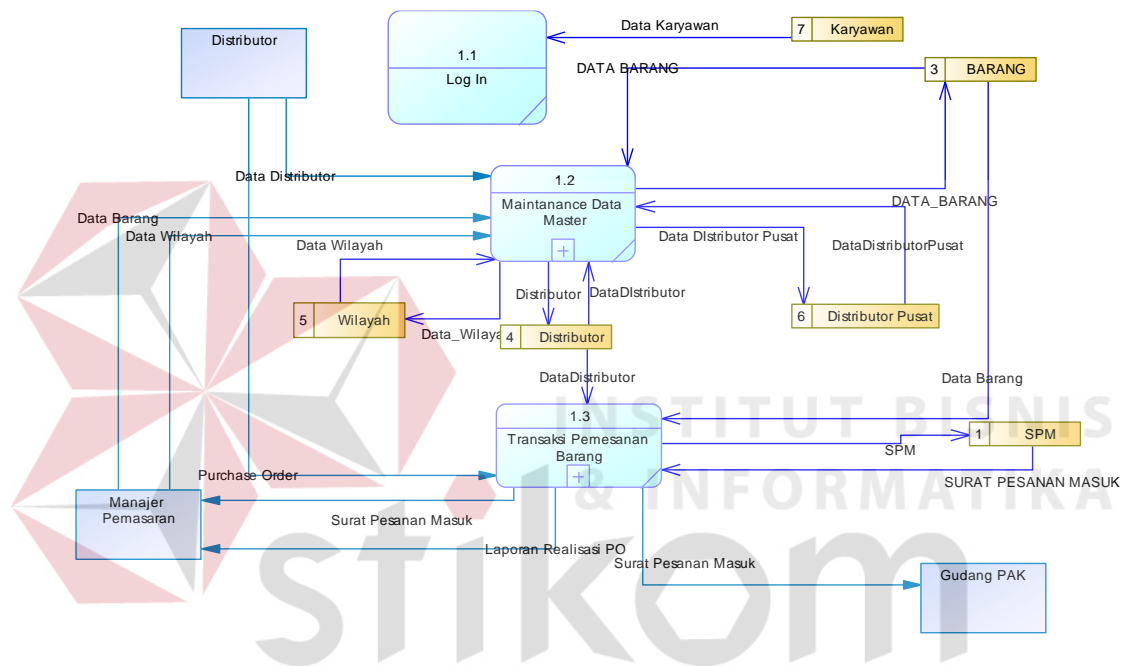 Distributor
1.1
Log In
Data Karyawan
7 Karyawan
DATA BARANG
3 BARANG
Data Distributor
1.2
Maintanance Data
Master
DATA_BARANG
Data Barang
Data Wilayah
Data Wilayah
Data DIstributor Pusat
DataDistributorPusat
Distributor
DataDIstributor
5 Wilayah
Data_Wilaya
4 Distributor
6 Distributor Pusat
DataDistributor
Data Barang
1.3
Transaksi Pemesanan
Barang
INSTITUT BISNIS
& INFORMATIKA
stikom
SPM
1 SPM
SURAT PESANAN MASUK
Purchase Order
Manajer
Pemasaran
Surat Pesanan Masuk
Laporan Realisasi PO
Surat Pesanan Masuk
Gudang PAK